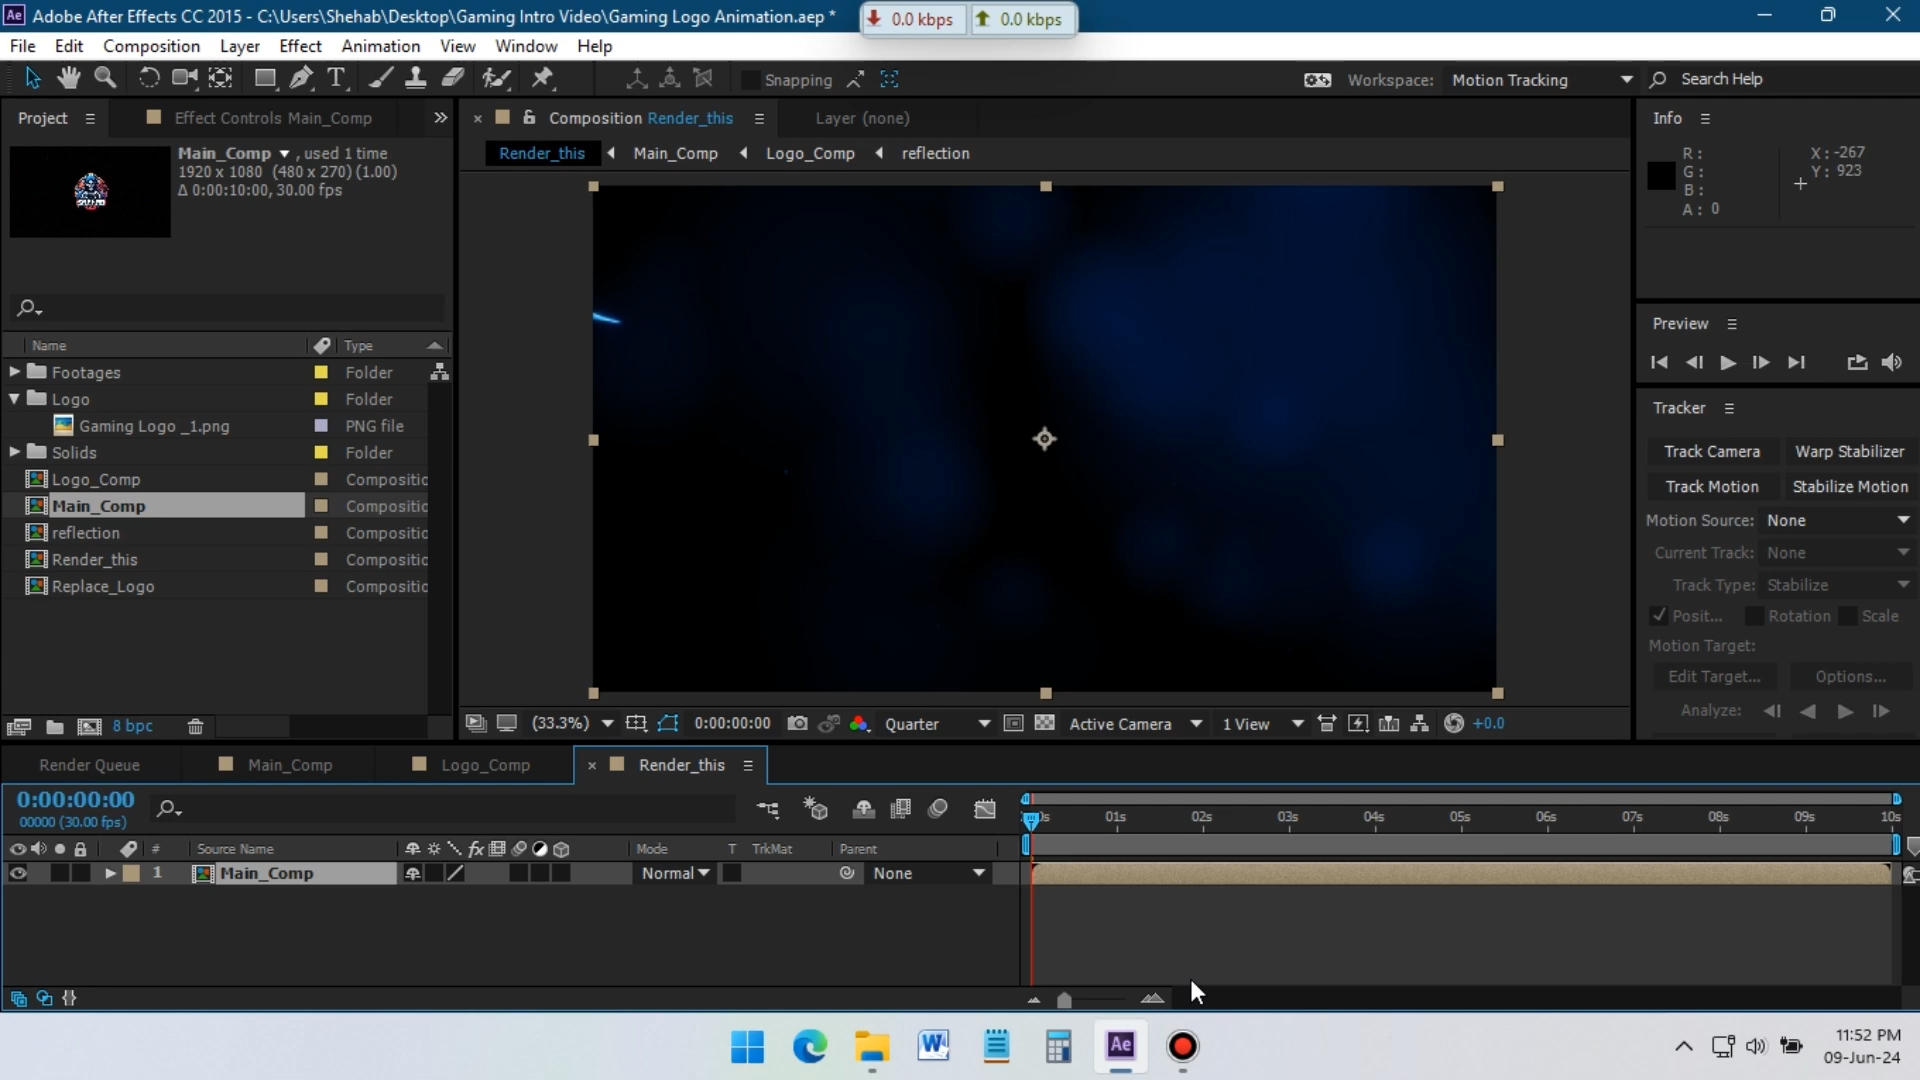 Adobe After Effects CC 2015 - C:\Users\Shehab\Desktop\Gaming Intro Video\Gaming Logo Animation.aep *
0.0 kbps 0.0 kbps
File Edit Composition Layer Effect Animation View Window Help
Snapping Workspace: Motion Tracking Search Help
Project Effect Controls Main_Comp Composition Render_this Layer (none) Info
Main_Comp , used 1 time
1920 x 1080 (480 x 270) (1.00)
Δ 0:00:10:00, 30.00 fps
Render_this Main_Comp Logo_Comp reflection
R: X: -267
G: Y: 923
B:
A: 0
Name Type
Footages Folder
Logo Folder
Gaming Logo _1.png PNG file
Solids Folder
Logo_Comp Compositic
Main_Comp Compositic
reflection Compositic
Render_this Compositic
Replace_Logo Compositic
8 bpc
(33.3%) 0:00:00:00 Quarter Active Camera 1 View +0.0
Preview
Tracker
Track Camera Warp Stabilizer
Track Motion Stabilize Motion
Motion Source: None
Current Track: None
Track Type: Stabilize
Posit... Rotation Scale
Motion Target:
Edit Target... Options...
Analyze:
Render Queue Main_Comp Logo_Comp Render_this
0:00:00:00
00000 (30.00 fps)
01s 02s 03s 04s 05s 06s 07s 08s 09s 10s
# Source Name fx Mode T TrkMat Parent
1 Main_Comp Normal None
W Ae
11:52 PM
09-Jun-24